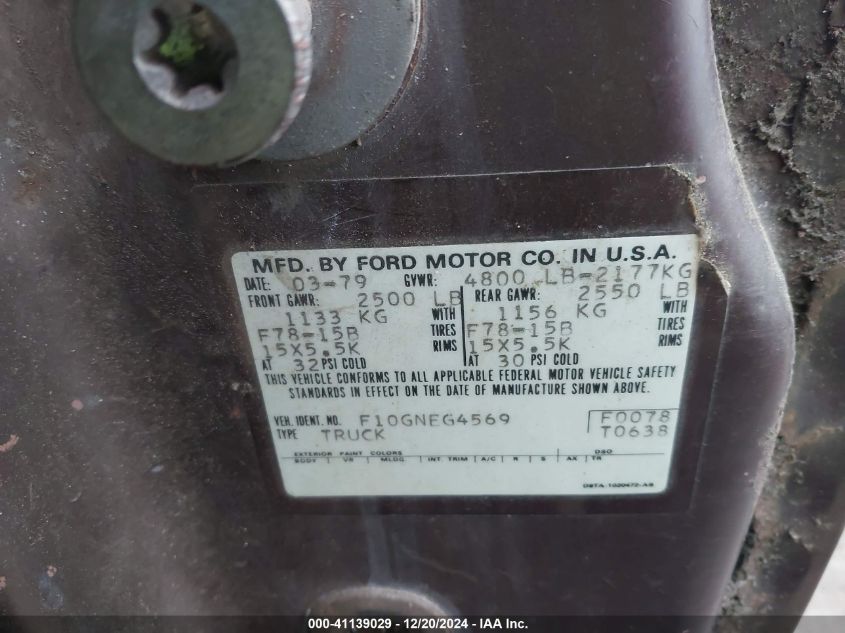 MFD. BY FORD MOTOR CO. IN U.S.A.
DATE: 03-79 GVWR: 4800 LB-2177KG
FRONT GAWR: 2500 LB REAR GAWR: 2550 LB
1133 KG WITH 1156 KG WITH
F78-15B TIRES F78-15B TIRES
15X5.5K RIMS 15X5.5K RIMS
AT 32 PSI COLD AT 30 PSI COLD
THIS VEHICLE CONFORMS TO ALL APPLICABLE FEDERAL MOTOR VEHICLE SAFETY
STANDARDS IN EFFECT ON THE DATE OF MANUFACTURE SHOWN ABOVE.
VEH. IDENT. NO. F10GNEG4569 F0078
TYPE TRUCK T0638
EXTERIOR PAINT COLORS DSO
BODY VR MLDG INT. TRIM A/C R S AX TR
000-41139029 - 12/20/2024 - IAA Inc.